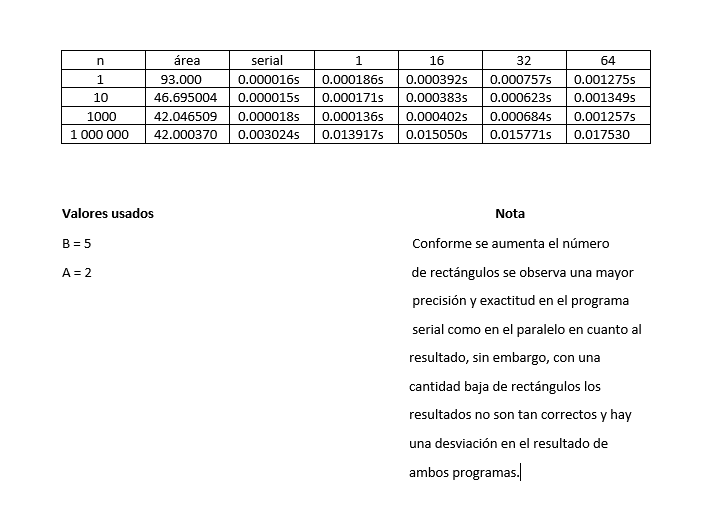 n área serial 1 16 32 64
1 93.000 0.000016s 0.000186s 0.000392s 0.000757s 0.001275s
10 46.695004 0.000015s 0.000171s 0.000383s 0.000623s 0.001349s
1000 42.046509 0.000018s 0.000136s 0.000402s 0.000684s 0.001257s
1 000 000 42.000370 0.003024s 0.013917s 0.015050s 0.015771s 0.017530
Valores usados
B = 5
A = 2
Nota
Conforme se aumenta el número
de rectángulos se observa una mayor
precisión y exactitud en el programa
serial como en el paralelo en cuanto al
resultado, sin embargo, con una
cantidad baja de rectángulos los
resultados no son tan correctos y hay
una desviación en el resultado de
ambos programas.